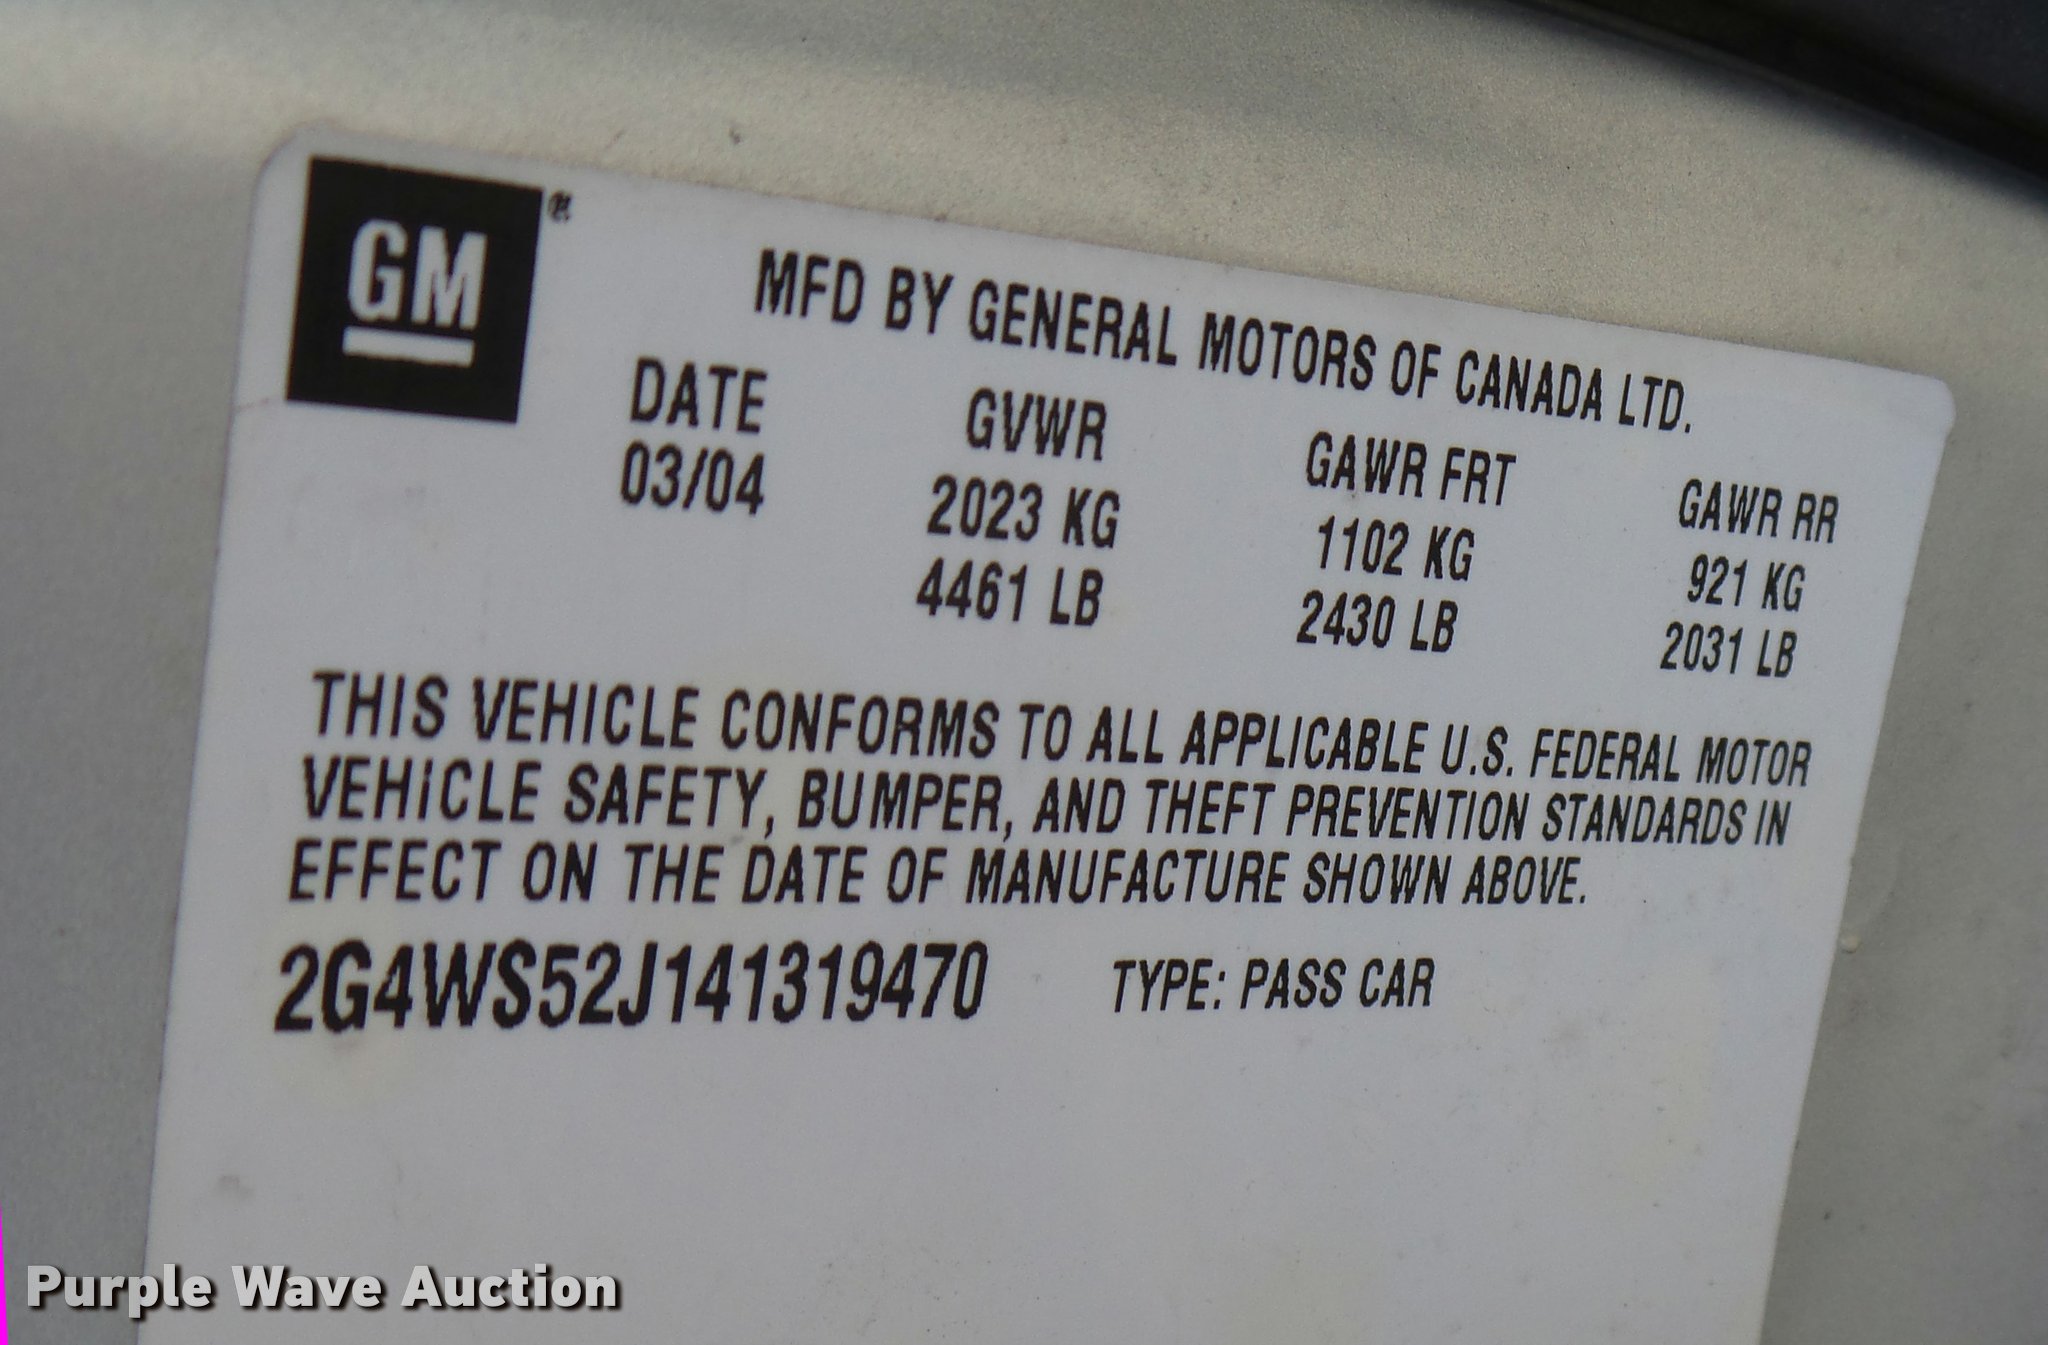 GM®
MFD BY GENERAL MOTORS OF CANADA LTD.
DATE GVWR GAWR FRT GAWR RR
03/04 2023 KG 1102 KG 921 KG
4461 LB 2430 LB 2031 LB
THIS VEHICLE CONFORMS TO ALL APPLICABLE U.S. FEDERAL MOTOR
VEHICLE SAFETY, BUMPER, AND THEFT PREVENTION STANDARDS IN
EFFECT ON THE DATE OF MANUFACTURE SHOWN ABOVE.
2G4WS52J141319470 TYPE: PASS CAR
Purple Wave Auction